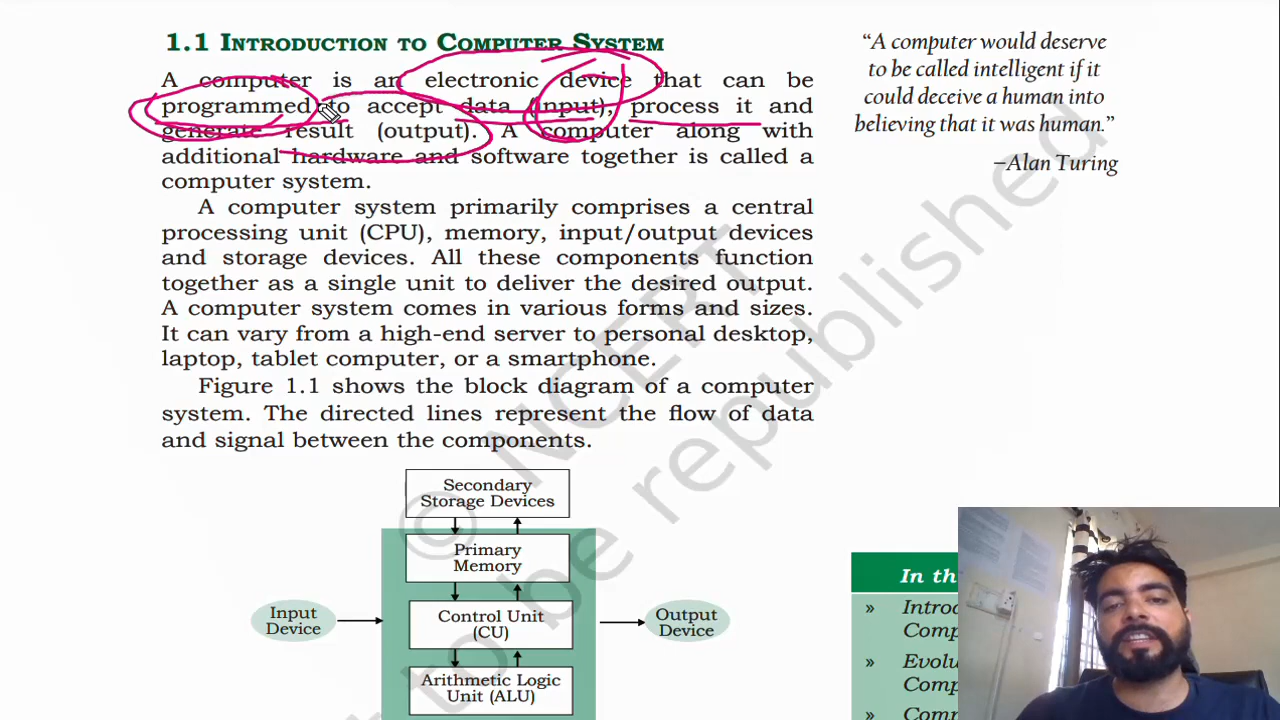 1.1 Introduction to Computer System
A computer is an electronic device that can be
programmed to accept data (input), process it and
generate result (output). A computer along with
additional hardware and software together is called a
computer system.
A computer system primarily comprises a central
processing unit (CPU), memory, input/output devices
and storage devices. All these components function
together as a single unit to deliver the desired output.
A computer system comes in various forms and sizes.
It can vary from a high-end server to personal desktop,
laptop, tablet computer, or a smartphone.
Figure 1.1 shows the block diagram of a computer
system. The directed lines represent the flow of data
and signal between the components.
Secondary
Storage Devices
Primary
Memory
Control Unit
(CU)
Arithmetic Logic
Unit (ALU)
Input
Device
Output
Device
“A computer would deserve
to be called intelligent if it
could deceive a human into
believing that it was human.”
–Alan Turing
In th
» Introd
Comp
» Evolu
Comp
» Comp
© NCERT
not to be republished